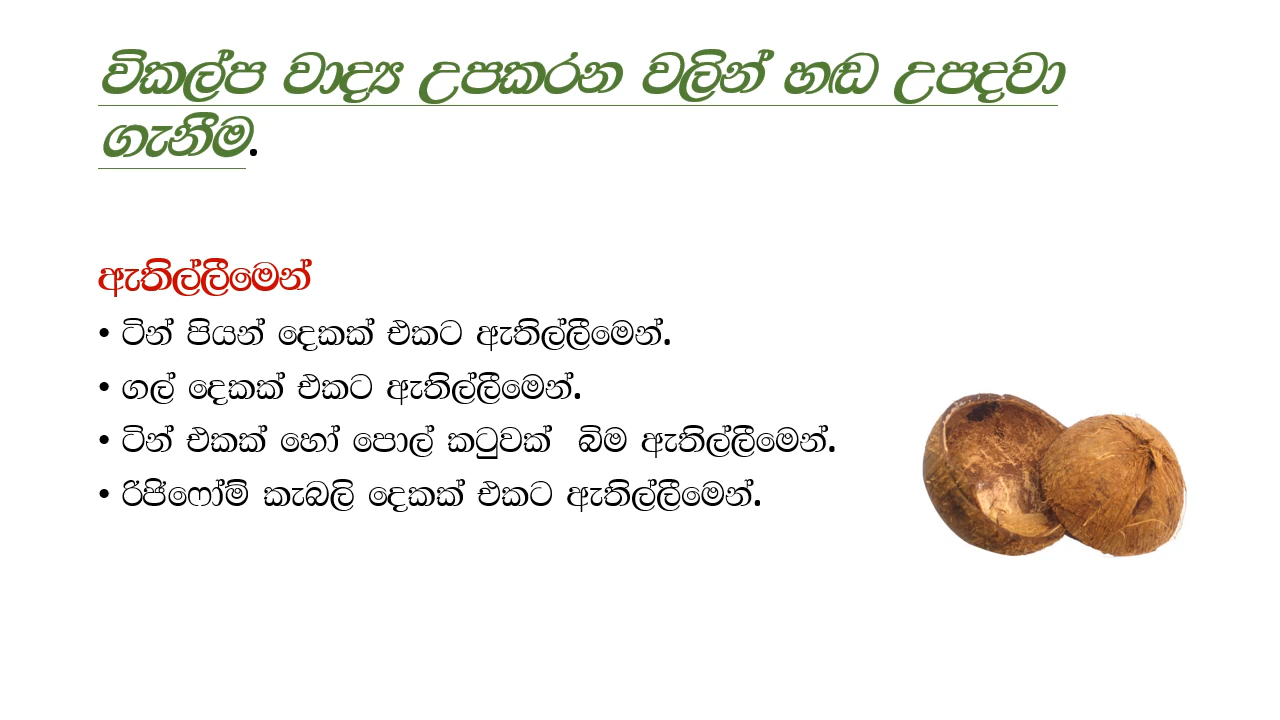 විකල්ප වාද්‍ය උපකරන වලින් හඬ උපදවා
ගැනීම.
ඇතිල්ලීමෙන්
• ටින් පියන් දෙකක් එකට ඇතිල්ලීමෙන්.
• ගල් දෙකක් එකට ඇතිල්ලීමෙන්.
• ටින් එකක් හෝ පොල් කටුවක් බිම ඇතිල්ලීමෙන්.
• රිජිෆෝම් කැබලි දෙකක් එකට ඇතිල්ලීමෙන්.